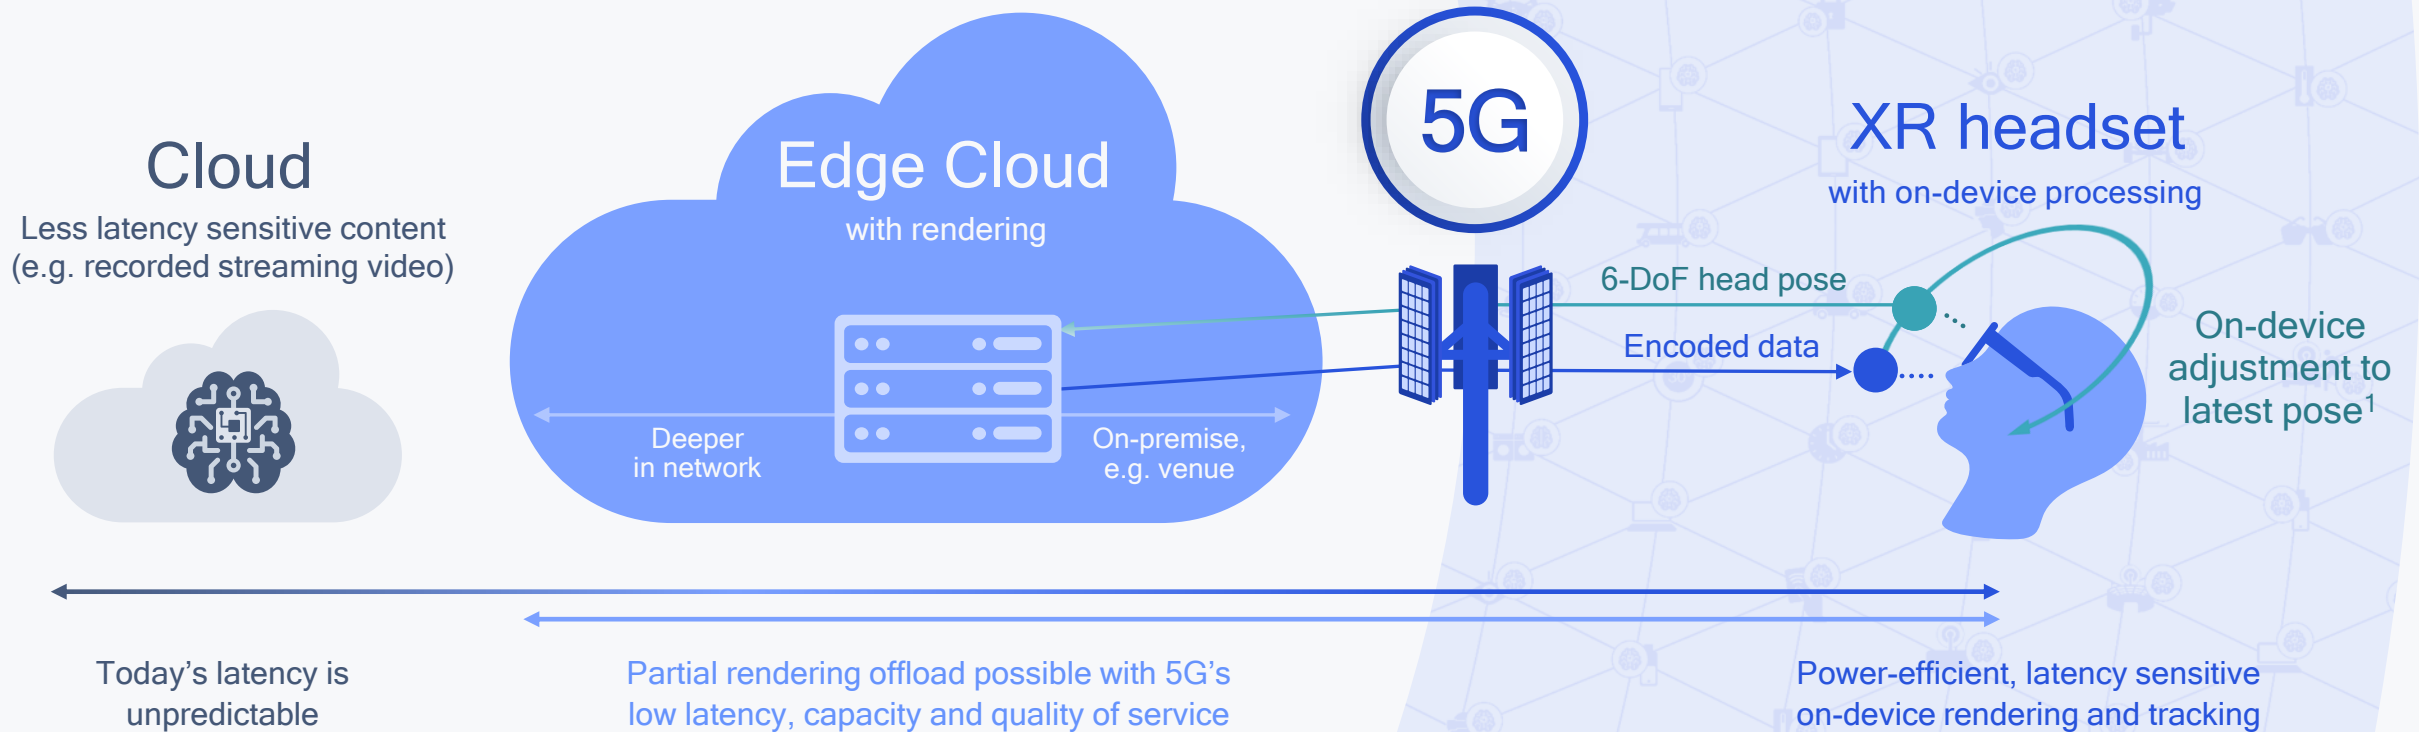 Cloud
Less latency sensitive content
(e.g. recorded streaming video)
Edge Cloud
with rendering
Deeper
in network
On-premise,
e.g. venue
5G
XR headset
with on-device processing
6-DoF head pose
Encoded data
On-device
adjustment to
latest pose¹
Today’s latency is
unpredictable
Partial rendering offload possible with 5G’s
low latency, capacity and quality of service
Power-efficient, latency sensitive
on-device rendering and tracking